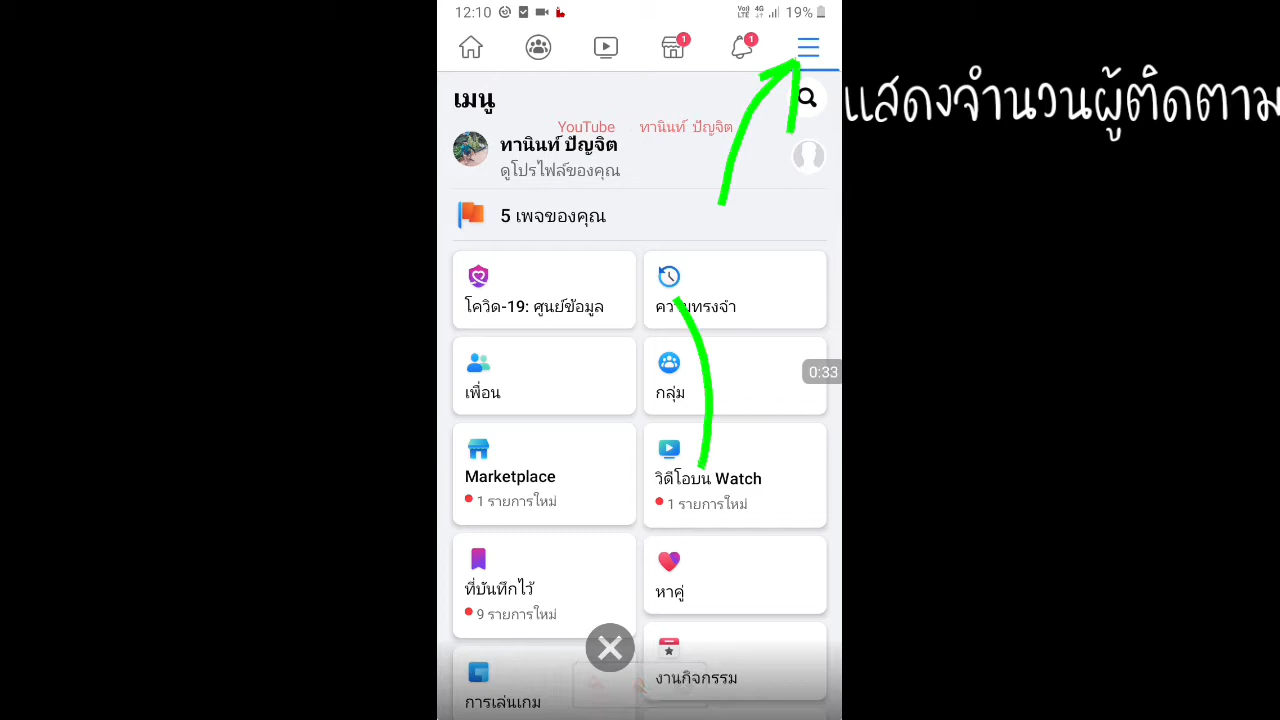 12:10
VoI) LTE 4G 19%
1
1
แสดงจำนวนผู้ติดตาม
เมนู
YouTube ทานินท์ ปัญจิต
ทานินท์ ปัญจิต
ดูโปรไฟล์ของคุณ
5 เพจของคุณ
โควิด-19: ศูนย์ข้อมูล
ความทรงจำ
เพื่อน
กลุ่ม
0:33
Marketplace
1 รายการใหม่
วิดีโอบน Watch
1 รายการใหม่
ที่บันทึกไว้
9 รายการใหม่
หาคู่
งานกิจกรรม
การเล่นเกม